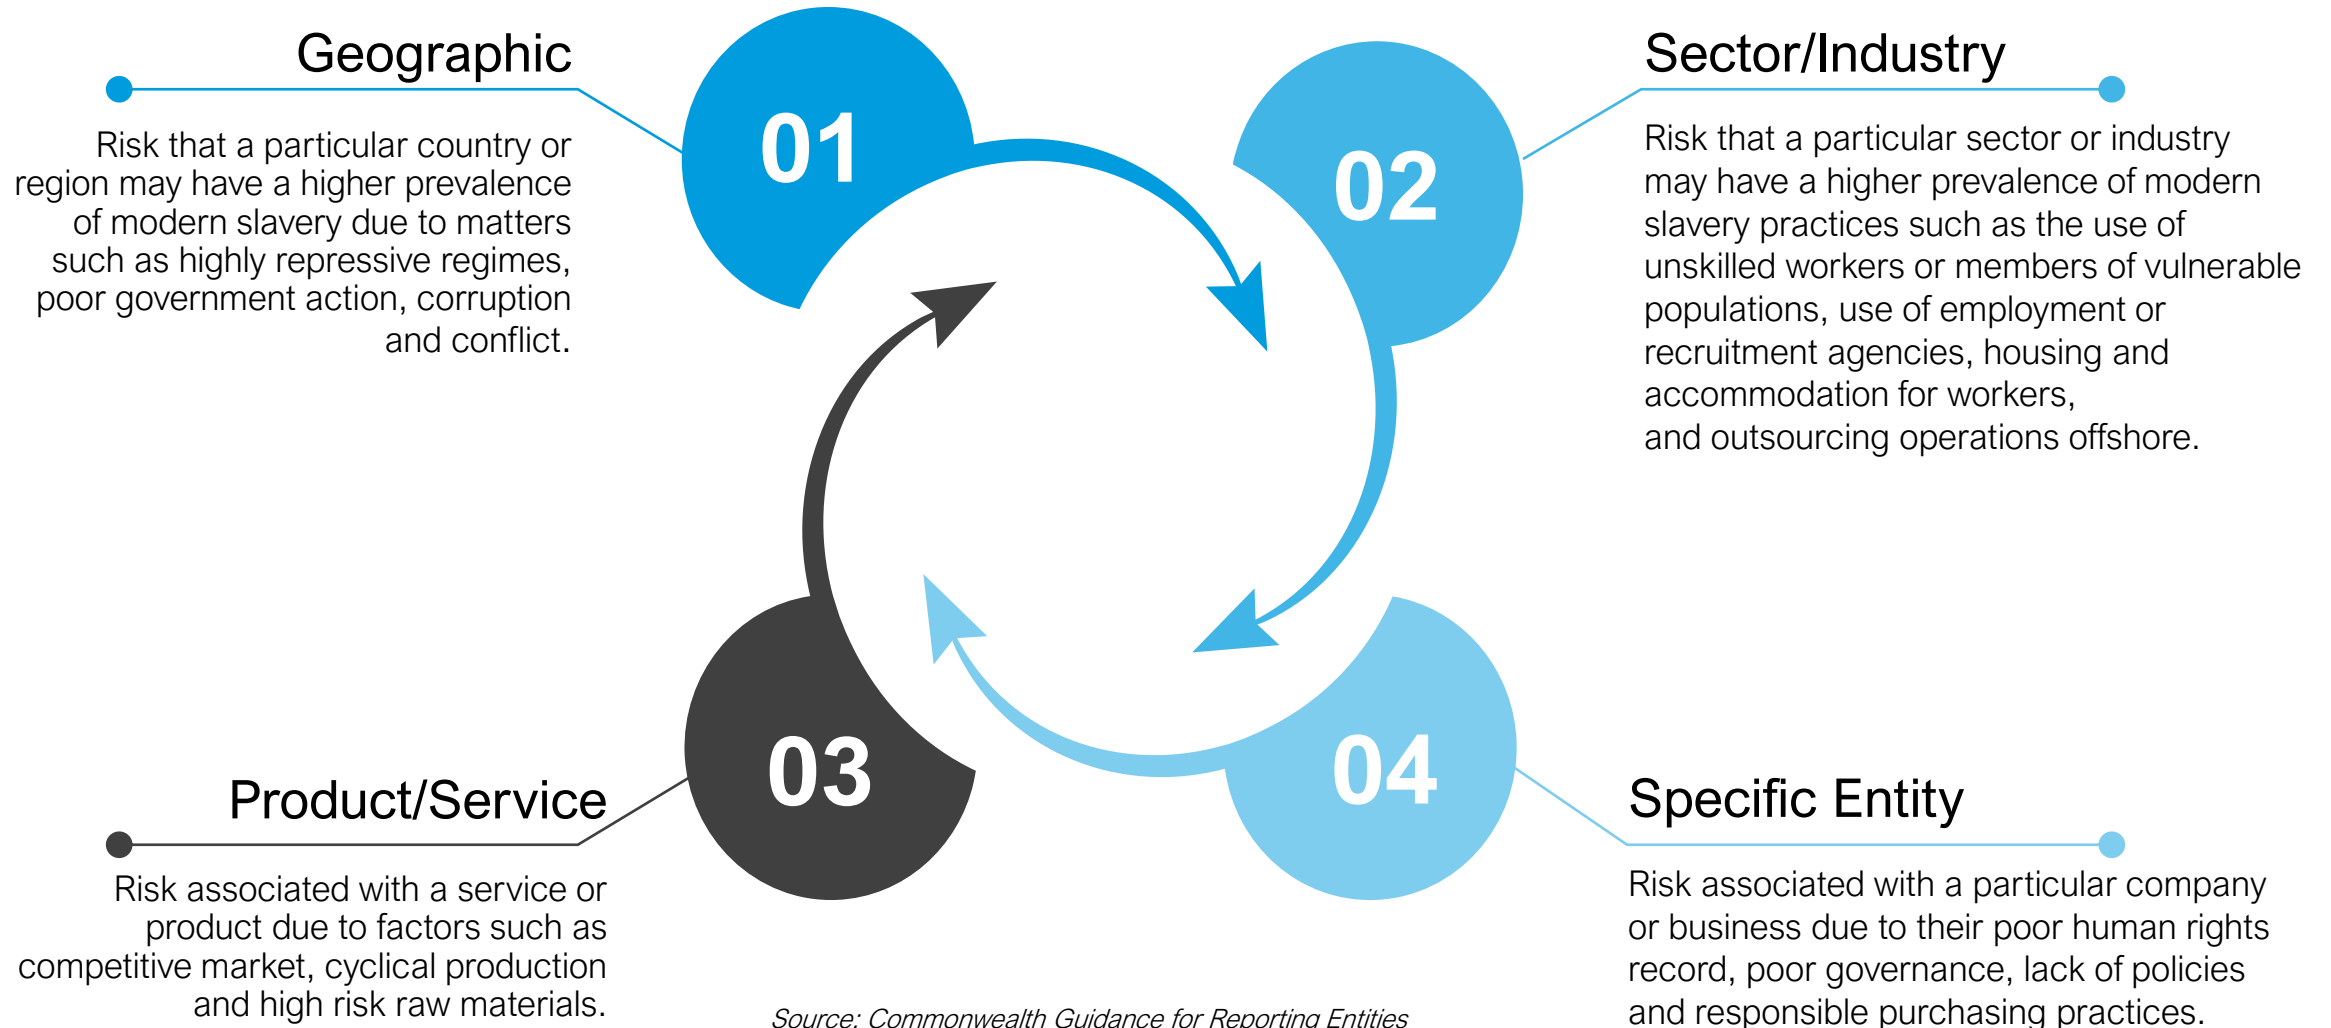 Geographic
01
Risk that a particular country or
region may have a higher prevalence
of modern slavery due to matters
such as highly repressive regimes,
poor government action, corruption
and conflict.
02
Sector/Industry
Risk that a particular sector or industry
may have a higher prevalence of modern
slavery practices such as the use of
unskilled workers or members of vulnerable
populations, use of employment or
recruitment agencies, housing and
accommodation for workers,
and outsourcing operations offshore.
03
Product/Service
Risk associated with a service or
product due to factors such as
competitive market, cyclical production
and high risk raw materials.
04
Specific Entity
Risk associated with a particular company
or business due to their poor human rights
record, poor governance, lack of policies
and responsible purchasing practices.
Source: Commonwealth Guidance for Reporting Entities